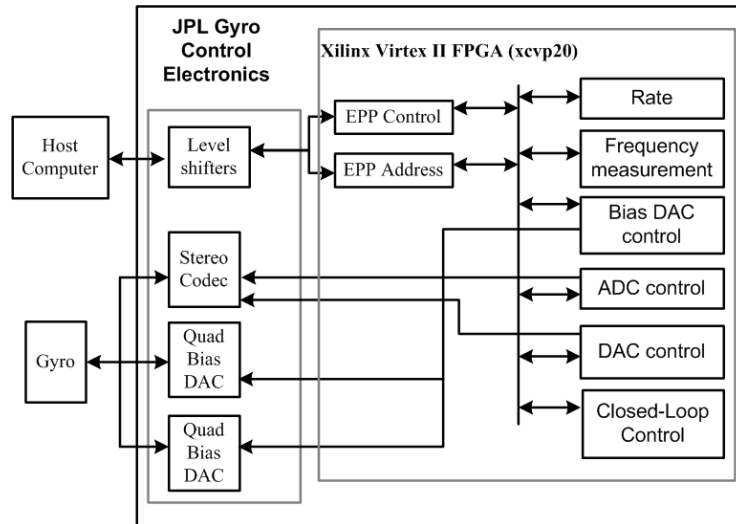 JPL Gyro
Control
Electronics
Xilinx Virtex II FPGA (xcvp20)
Host
Computer
Level
shifters
EPP Control
EPP Address
Rate
Frequency
measurement
Bias DAC
control
Stereo
Codec
ADC control
Gyro
Quad
Bias
DAC
DAC control
Quad
Bias
DAC
Closed-Loop
Control